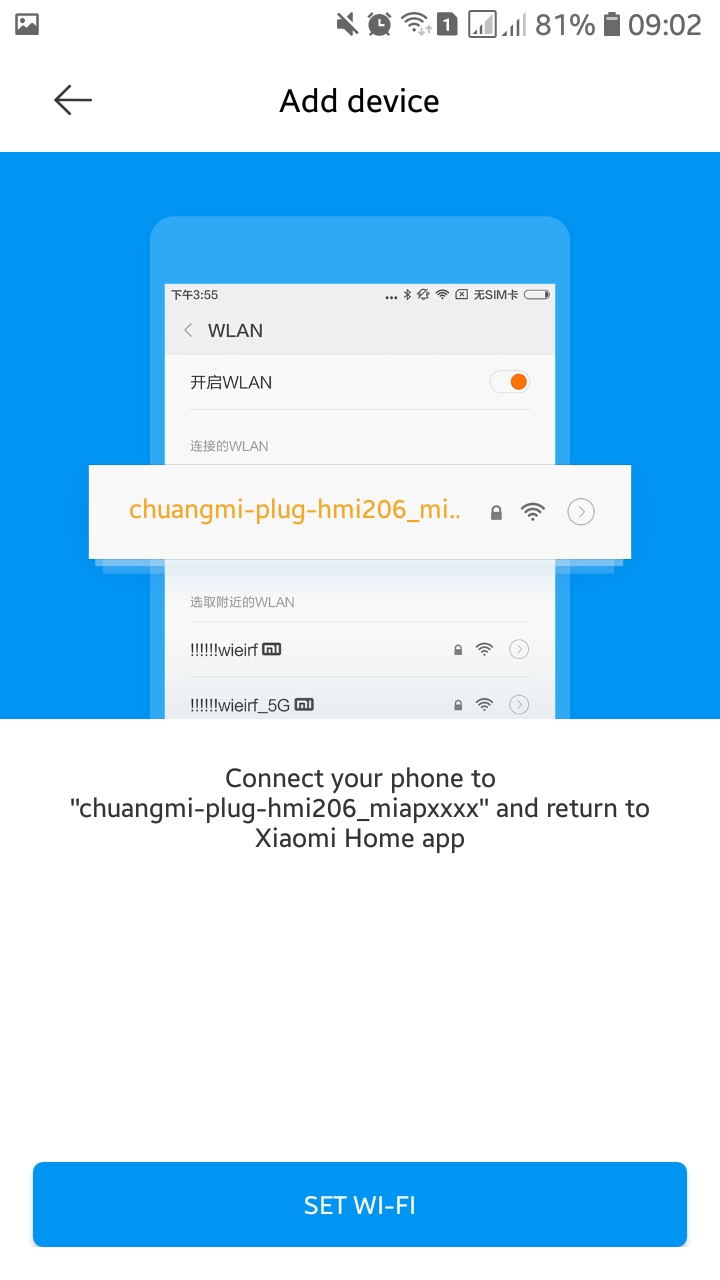 1 81% 09:02
Add device
下午3:55 ... 无SIM卡
WLAN
开启WLAN
连接的WLAN
chuangmi-plug-hmi206_mi..
选取附近的WLAN
!!!!!!wieirf
!!!!!!wieirf_5G
Connect your phone to
"chuangmi-plug-hmi206_miapxxxx" and return to
Xiaomi Home app
SET WI-FI